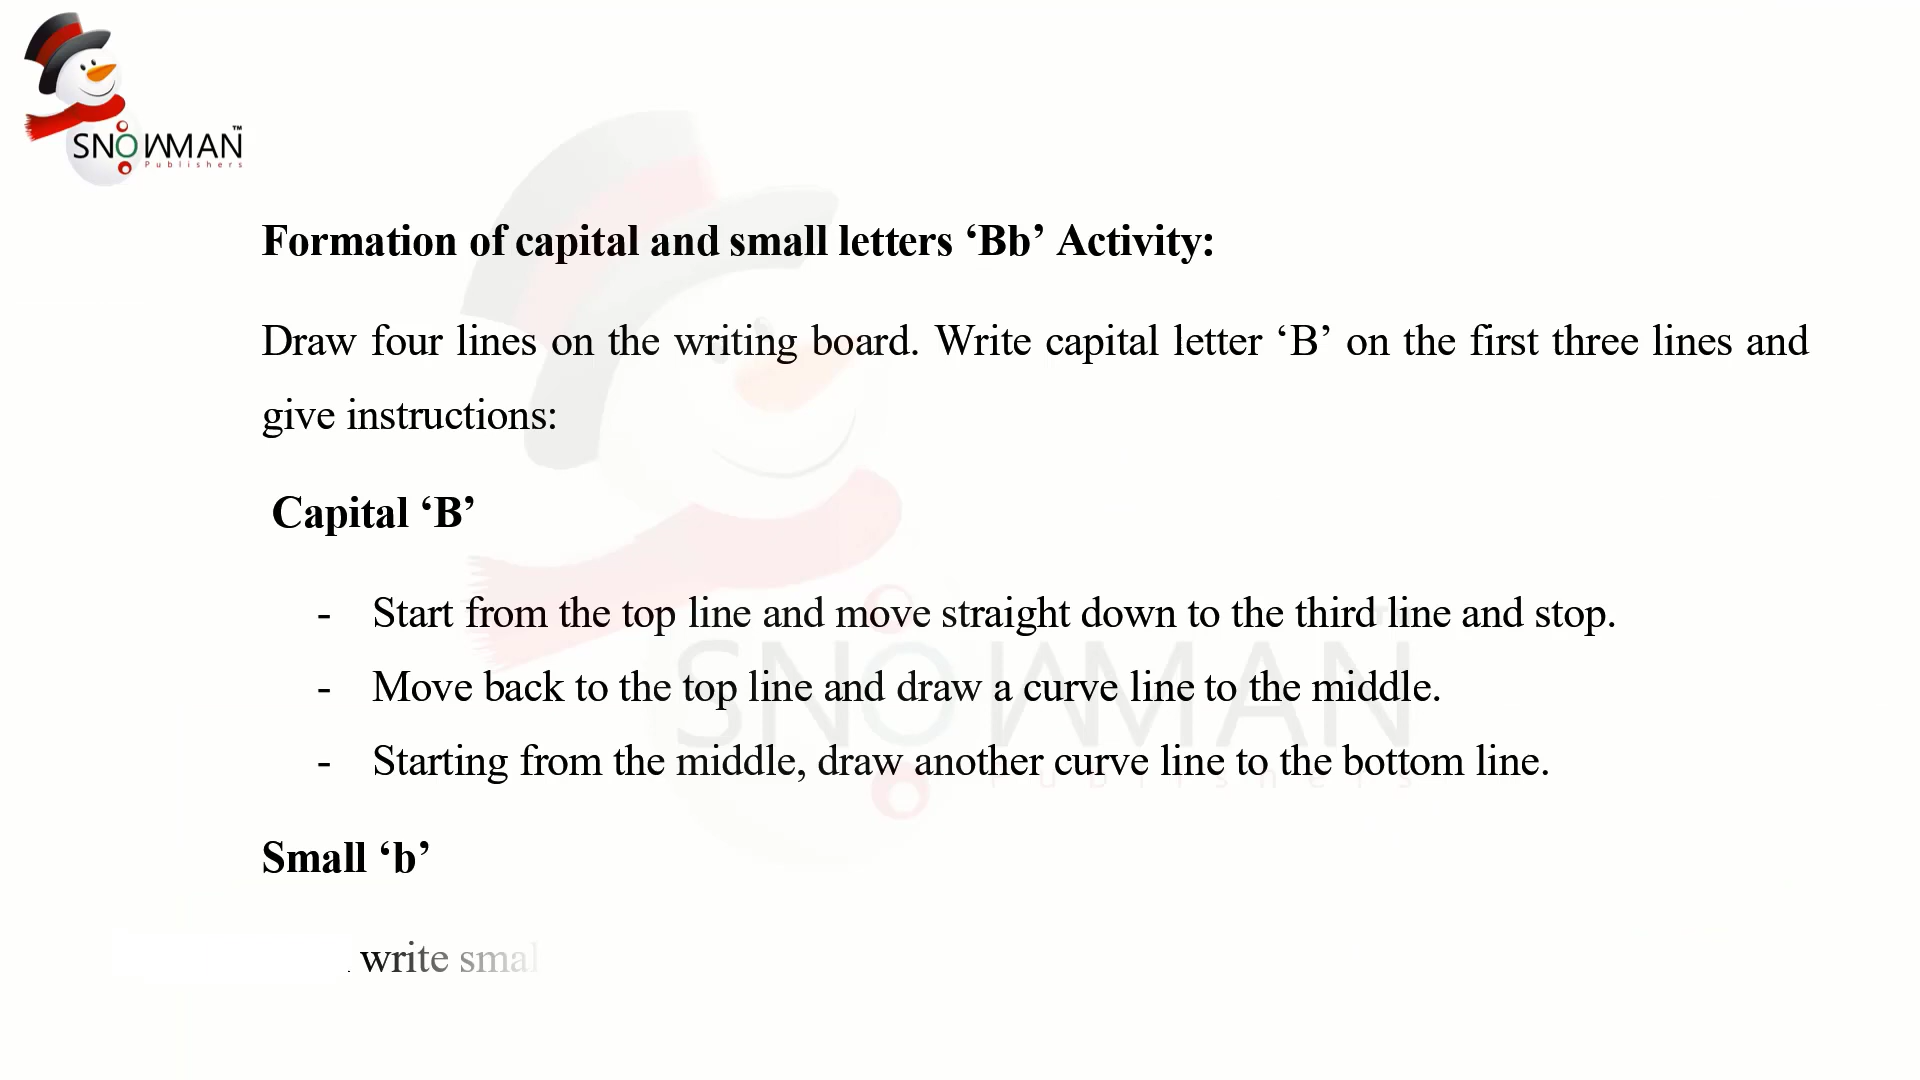 SNOWMAN™
Publishers
Formation of capital and small letters ‘Bb’ Activity:
Draw four lines on the writing board. Write capital letter ‘B’ on the first three lines and
give instructions:
Capital ‘B’
- Start from the top line and move straight down to the third line and stop.
- Move back to the top line and draw a curve line to the middle.
- Starting from the middle, draw another curve line to the bottom line.
Small ‘b’
write smal
SNOWMAN
Publishers